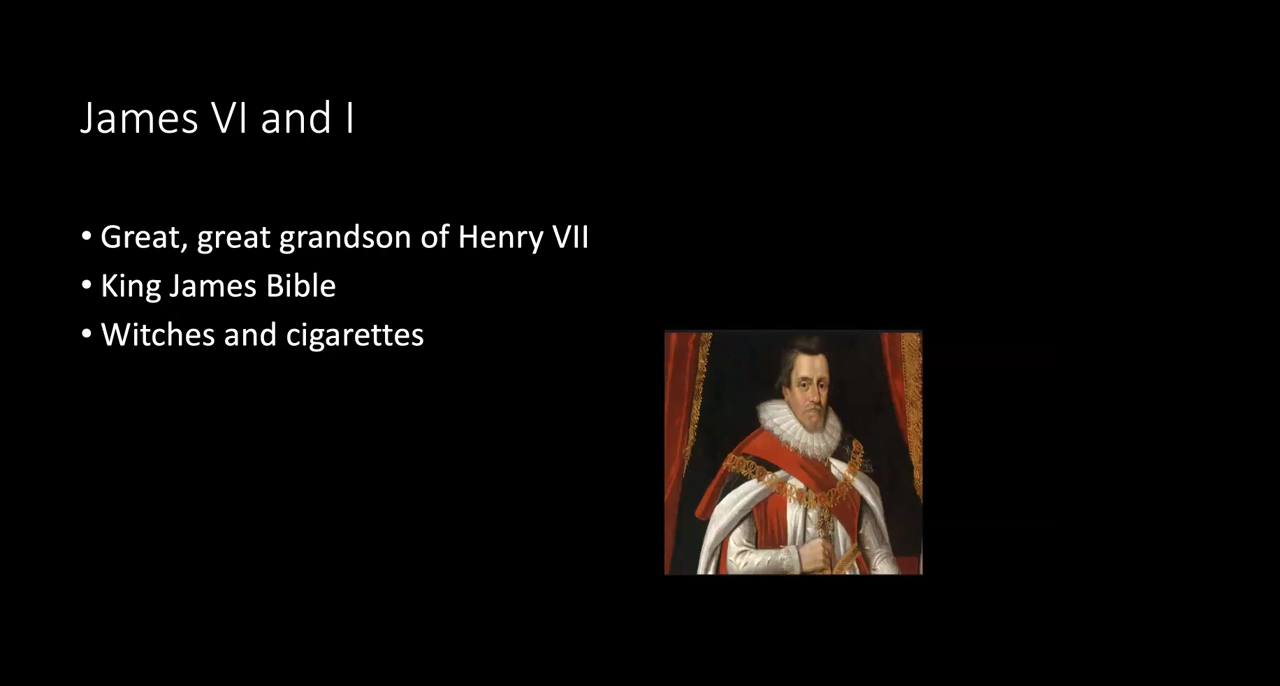 James VI and I
• Great, great grandson of Henry VII
• King James Bible
• Witches and cigarettes